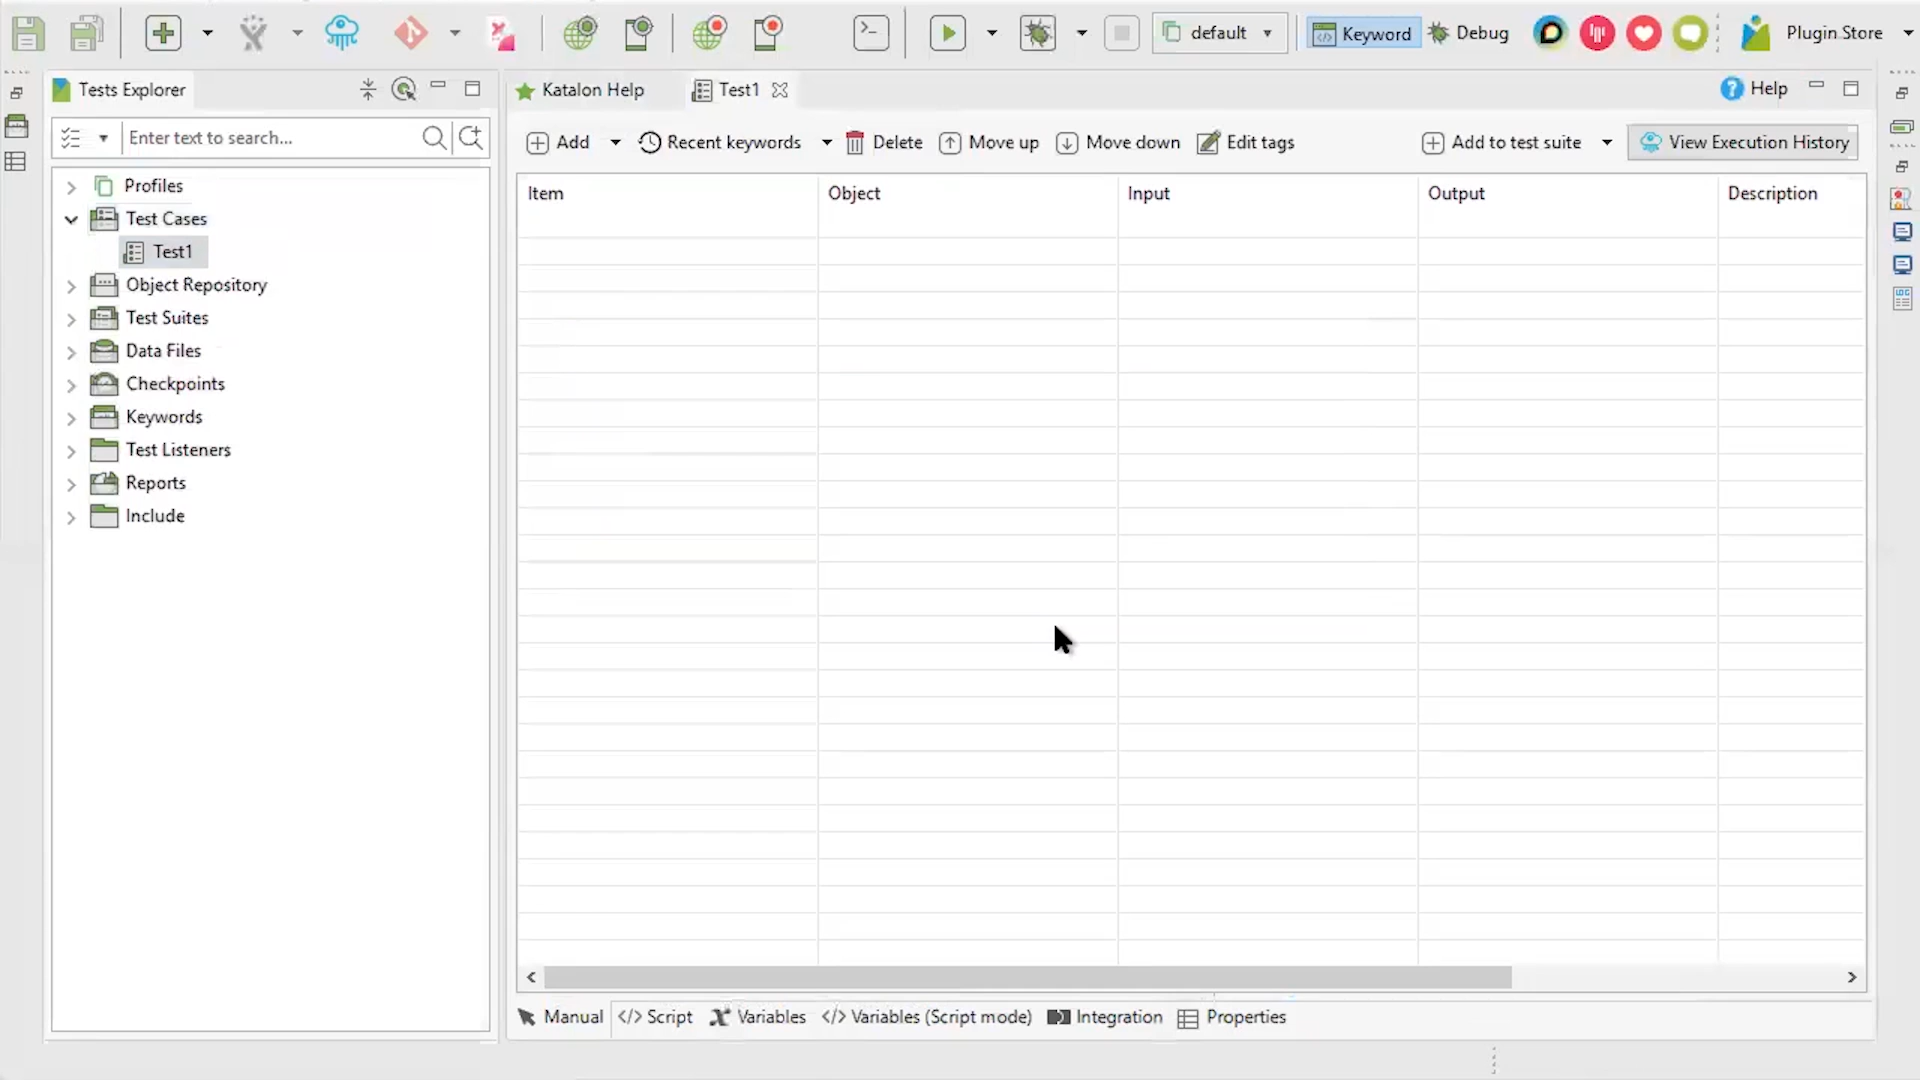 default
Keyword
Debug
Plugin Store
Tests Explorer
Katalon Help
Test1
Help
Enter text to search...
Add
Recent keywords
Delete
Move up
Move down
Edit tags
Add to test suite
View Execution History
Item
Object
Input
Output
Description
Profiles
Test Cases
Test1
Object Repository
Test Suites
Data Files
Checkpoints
Keywords
Test Listeners
Reports
Include
Manual
</> Script
Variables
</> Variables (Script mode)
Integration
Properties